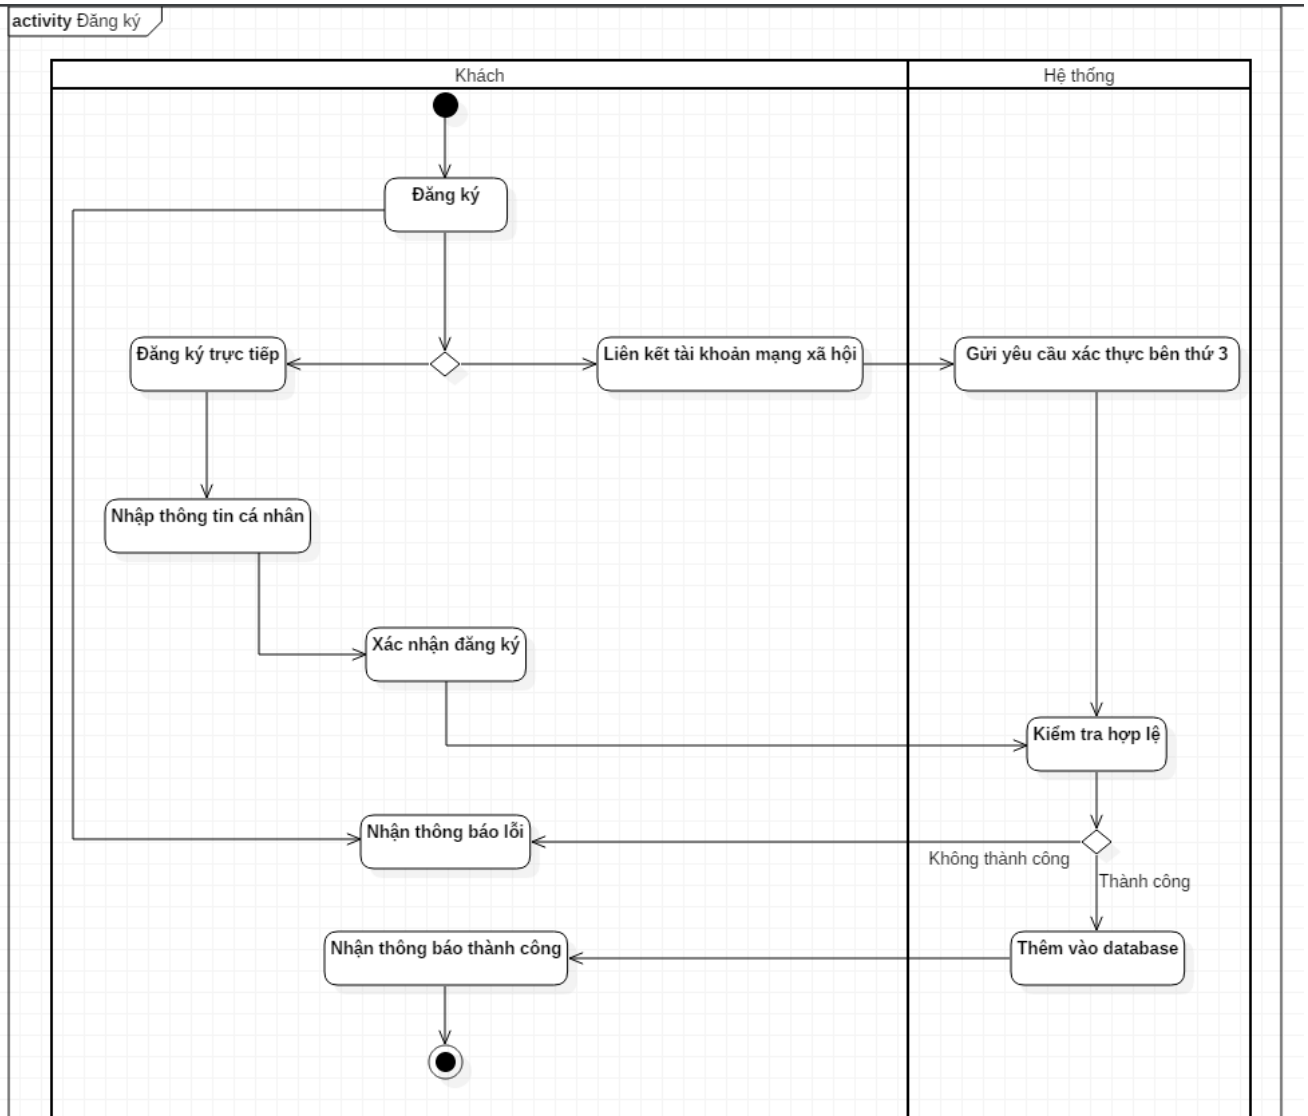 activity Đăng ký
Khách
Hệ thống
Đăng ký
Đăng ký trực tiếp
Liên kết tài khoản mạng xã hội
Gửi yêu cầu xác thực bên thứ 3
Nhập thông tin cá nhân
Xác nhận đăng ký
Kiểm tra hợp lệ
Nhận thông báo lỗi
Không thành công
Thành công
Nhận thông báo thành công
Thêm vào database